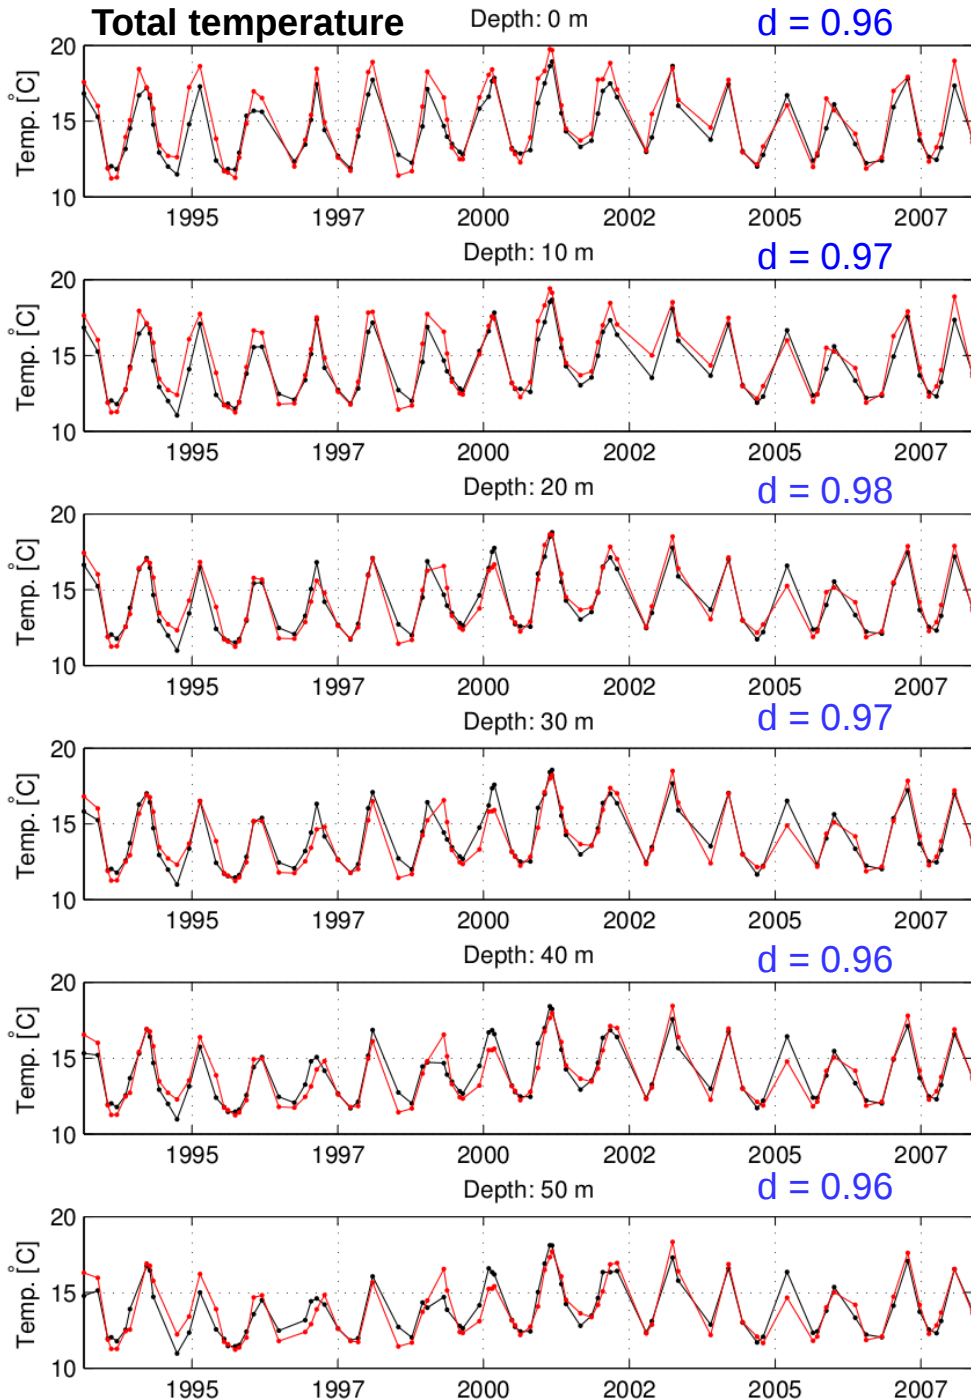 Total temperature Depth: 0 m d = 0.96
20
15
10
Temp. [°C]
1995 1997 2000 2002 2005 2007
Depth: 10 m d = 0.97
20
15
10
Temp. [°C]
1995 1997 2000 2002 2005 2007
Depth: 20 m d = 0.98
20
15
10
Temp. [°C]
1995 1997 2000 2002 2005 2007
Depth: 30 m d = 0.97
20
15
10
Temp. [°C]
1995 1997 2000 2002 2005 2007
Depth: 40 m d = 0.96
20
15
10
Temp. [°C]
1995 1997 2000 2002 2005 2007
Depth: 50 m d = 0.96
20
15
10
Temp. [°C]
1995 1997 2000 2002 2005 2007